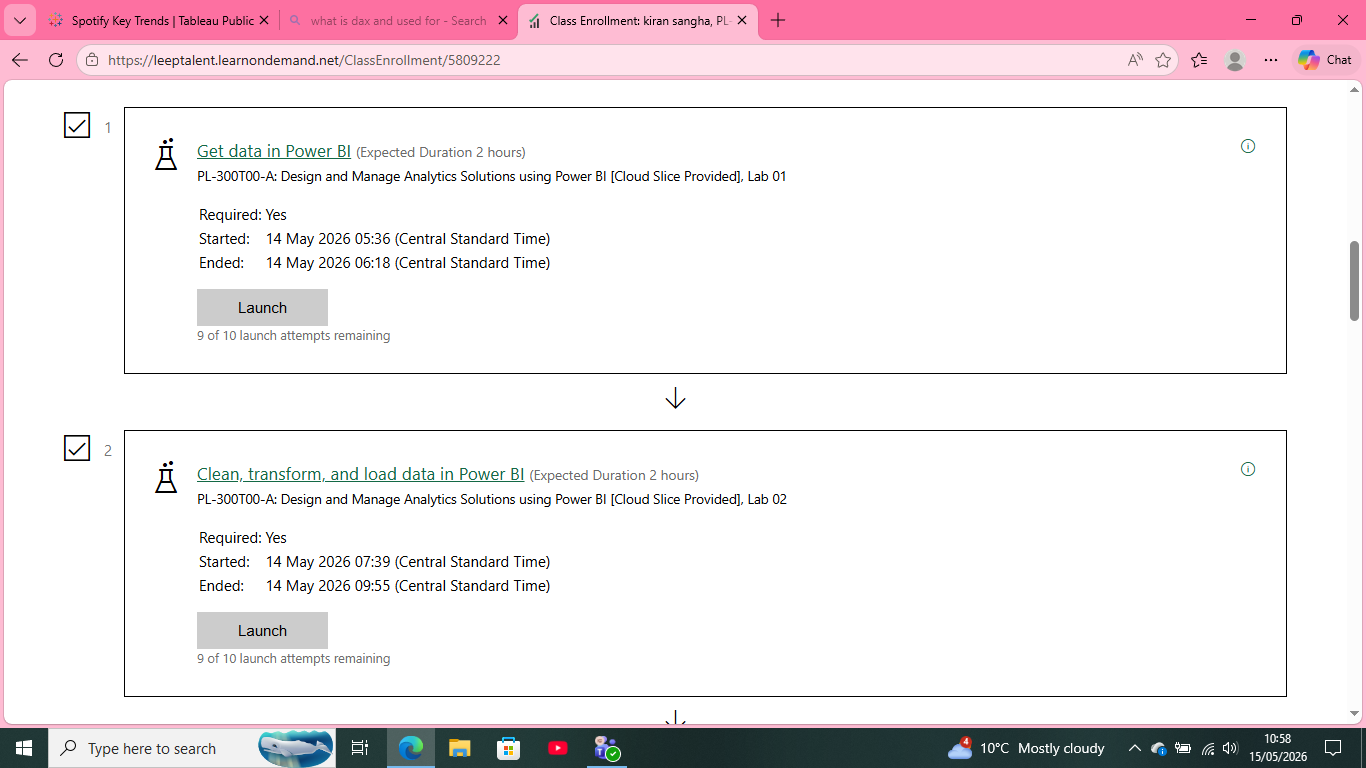 Spotify Key Trends | Tableau Public
what is dax and used for - Search
Class Enrollment: kiran sangha, PL-
https://leeptalent.learnondemand.net/ClassEnrollment/5809222
Chat
1
Get data in Power BI (Expected Duration 2 hours)
PL-300T00-A: Design and Manage Analytics Solutions using Power BI [Cloud Slice Provided], Lab 01
Required: Yes
Started: 14 May 2026 05:36 (Central Standard Time)
Ended: 14 May 2026 06:18 (Central Standard Time)
Launch
9 of 10 launch attempts remaining
2
Clean, transform, and load data in Power BI (Expected Duration 2 hours)
PL-300T00-A: Design and Manage Analytics Solutions using Power BI [Cloud Slice Provided], Lab 02
Required: Yes
Started: 14 May 2026 07:39 (Central Standard Time)
Ended: 14 May 2026 09:55 (Central Standard Time)
Launch
9 of 10 launch attempts remaining
Type here to search
4
10°C Mostly cloudy
10:58
15/05/2026